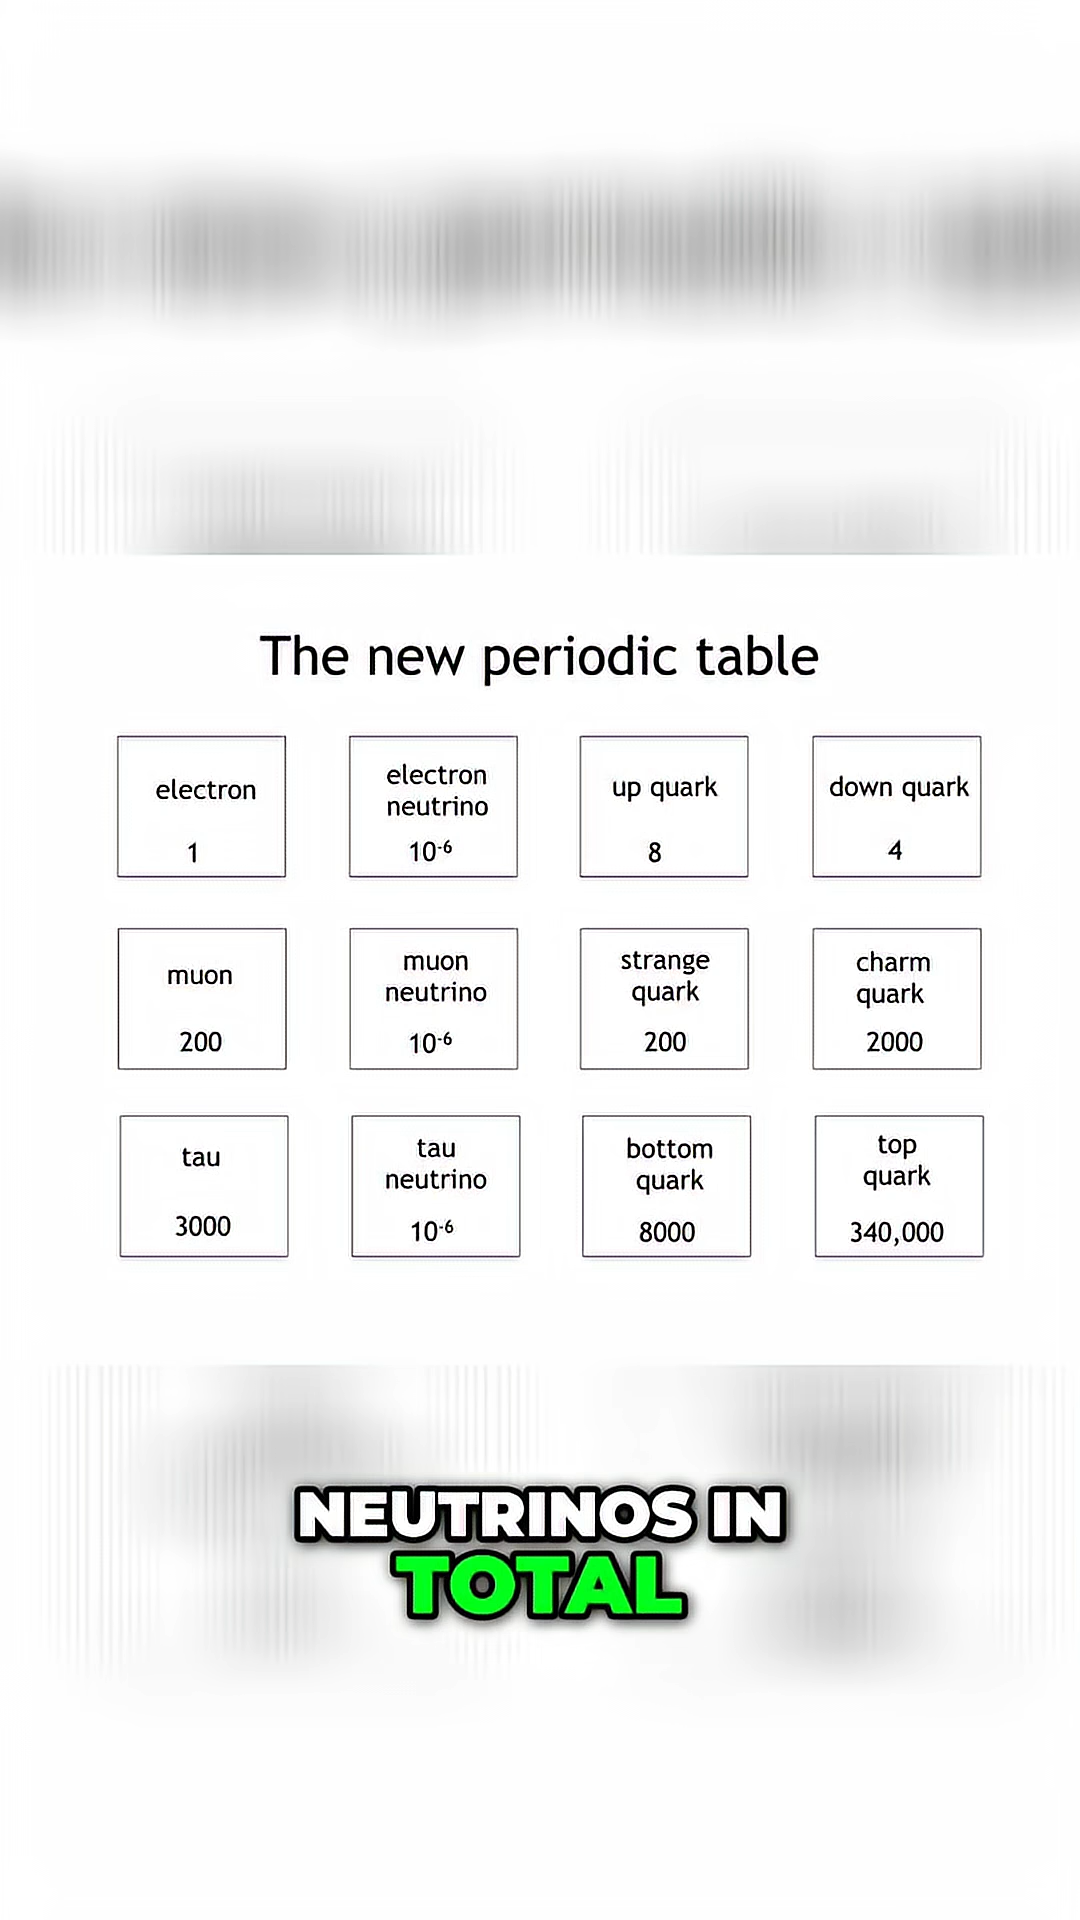 The new periodic table
electron
1
electron
neutrino
10⁻⁶
up quark
8
down quark
4
muon
200
muon
neutrino
10⁻⁶
strange
quark
200
charm
quark
2000
tau
3000
tau
neutrino
10⁻⁶
bottom
quark
8000
top
quark
340,000
NEUTRINOS IN
TOTAL